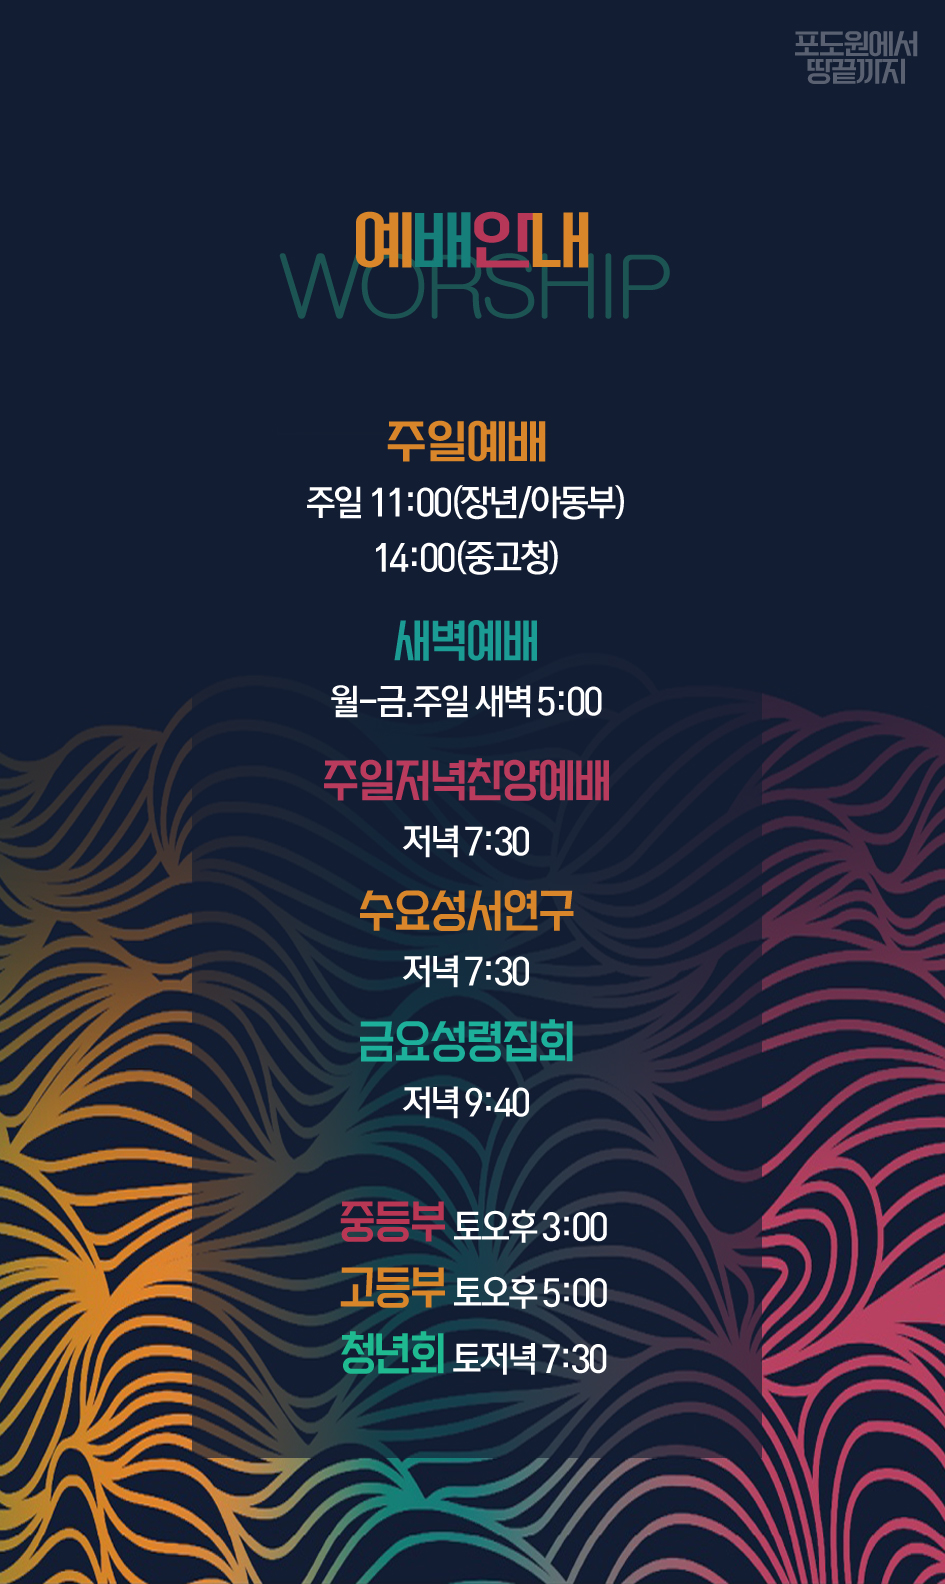 포도원에서
땅끝까지
예배안내
WORSHIP
주일예배
주일 11:00(장년/아동부)
14:00(중고청)
새벽예배
월-금.주일 새벽 5:00
주일저녁찬양예배
저녁 7:30
수요성서연구
저녁 7:30
금요성령집회
저녁 9:40
중등부 토오후 3:00
고등부 토오후 5:00
청년회 토저녁 7:30